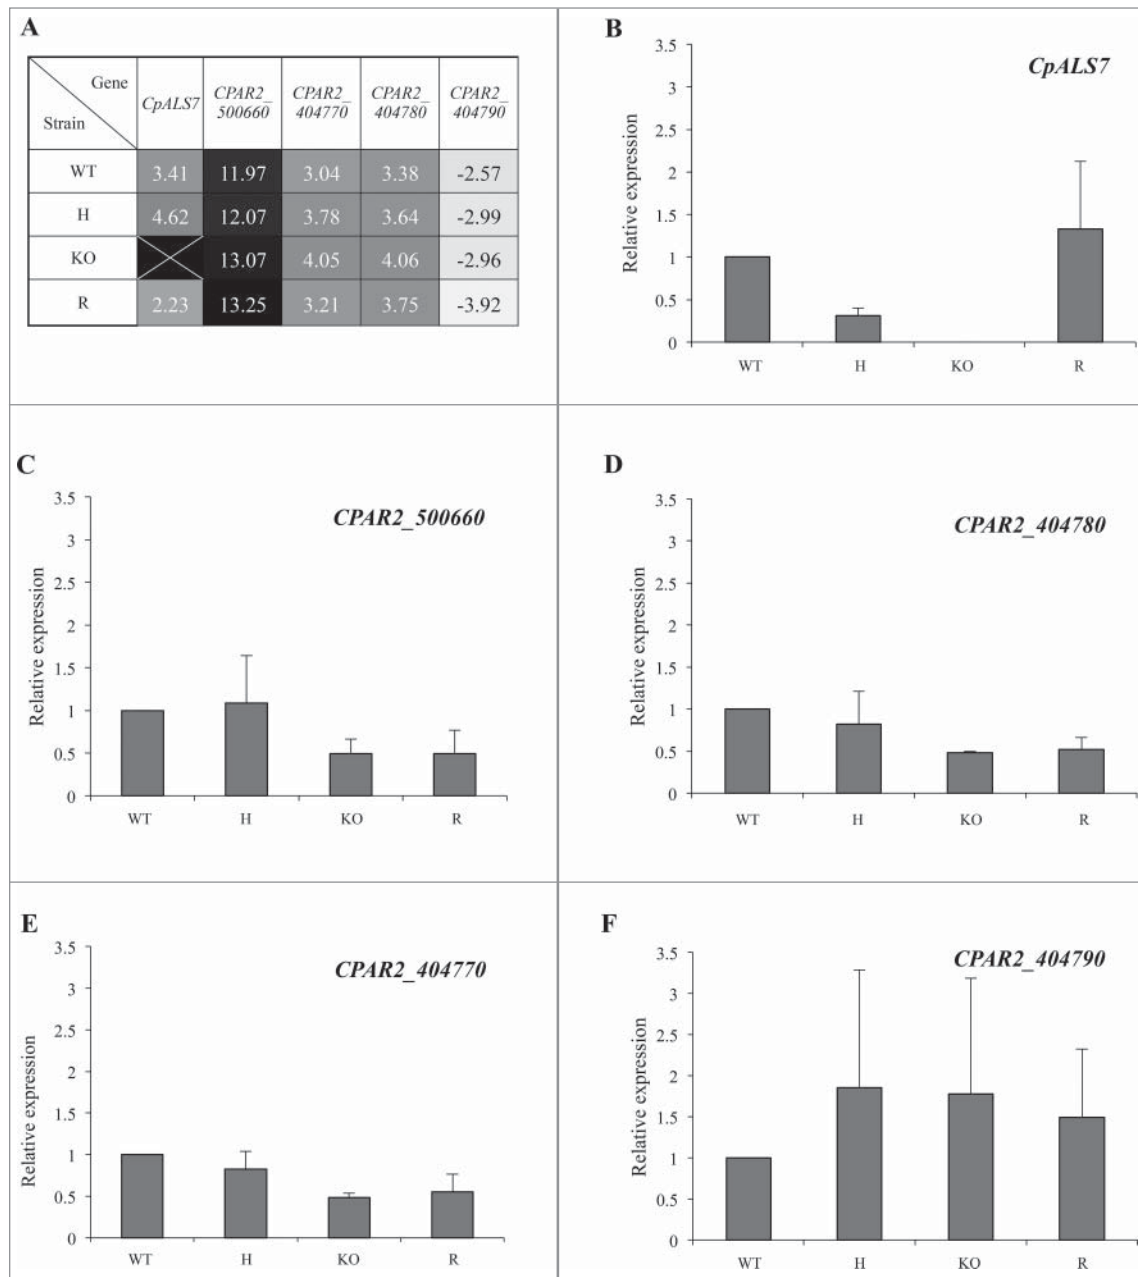 A
Gene
Strain
CpALS7
CPAR2_
500660
CPAR2_
404770
CPAR2_
404780
CPAR2_
404790
WT 3.41 11.97 3.04 3.38 -2.57
H 4.62 12.07 3.78 3.64 -2.99
KO 13.07 4.05 4.06 -2.96
R 2.23 13.25 3.21 3.75 -3.92
B
CpALS7
Relative expression
3.5
3
2.5
2
1.5
1
0.5
0
WT H KO R
C
CPAR2_500660
Relative expression
3.5
3
2.5
2
1.5
1
0.5
0
WT H KO R
D
CPAR2_404780
Relative expression
3.5
3
2.5
2
1.5
1
0.5
0
WT H KO R
E
CPAR2_404770
Relative expression
3.5
3
2.5
2
1.5
1
0.5
0
WT H KO R
F
CPAR2_404790
Relative expression
3.5
3
2.5
2
1.5
1
0.5
0
WT H KO R